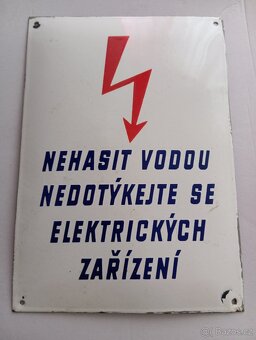 NEHASIT VODOU
NEDOTÝKEJTE SE
ELEKTRICKÝCH
ZAŘÍZENÍ